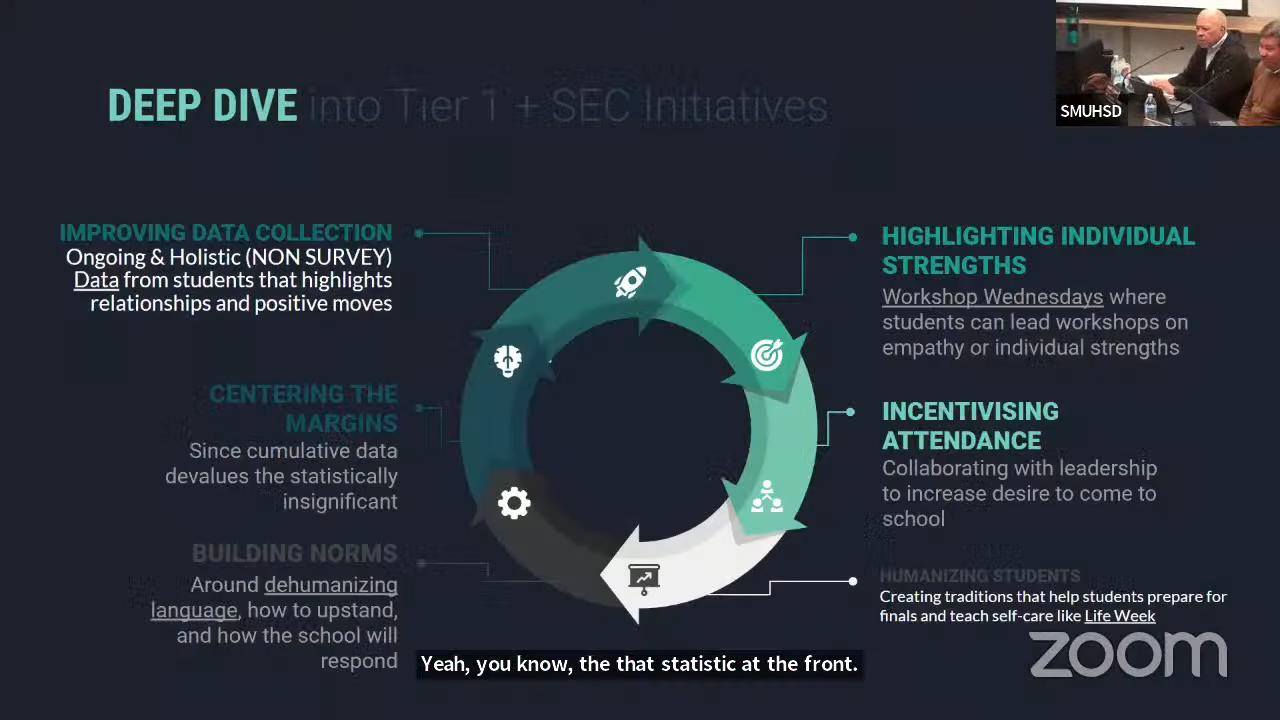 DEEP DIVE into Tier 1 + SEC Initiatives
SMUHSD
IMPROVING DATA COLLECTION
Ongoing & Holistic (NON SURVEY)
Data from students that highlights
relationships and positive moves
CENTERING THE
MARGINS
Since cumulative data
devalues the statistically
insignificant
BUILDING NORMS
Around dehumanizing
language, how to upstand,
and how the school will
respond
HIGHLIGHTING INDIVIDUAL
STRENGTHS
Workshop Wednesdays where
students can lead workshops on
empathy or individual strengths
INCENTIVISING
ATTENDANCE
Collaborating with leadership
to increase desire to come to
school
HUMANIZING STUDENTS
Creating traditions that help students prepare for
finals and teach self-care like Life Week
zoom
Yeah, you know, the that statistic at the front.